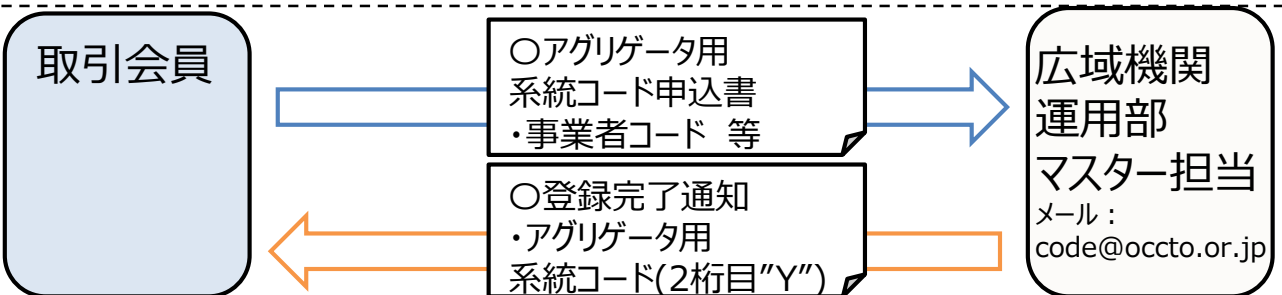 取引会員
○アグリゲータ用
系統コード申込書
・事業者コード 等
○登録完了通知
・アグリゲータ用
系統コード(2桁目”Y”)
広域機関
運用部
マスター担当
メール：
code@occto.or.jp